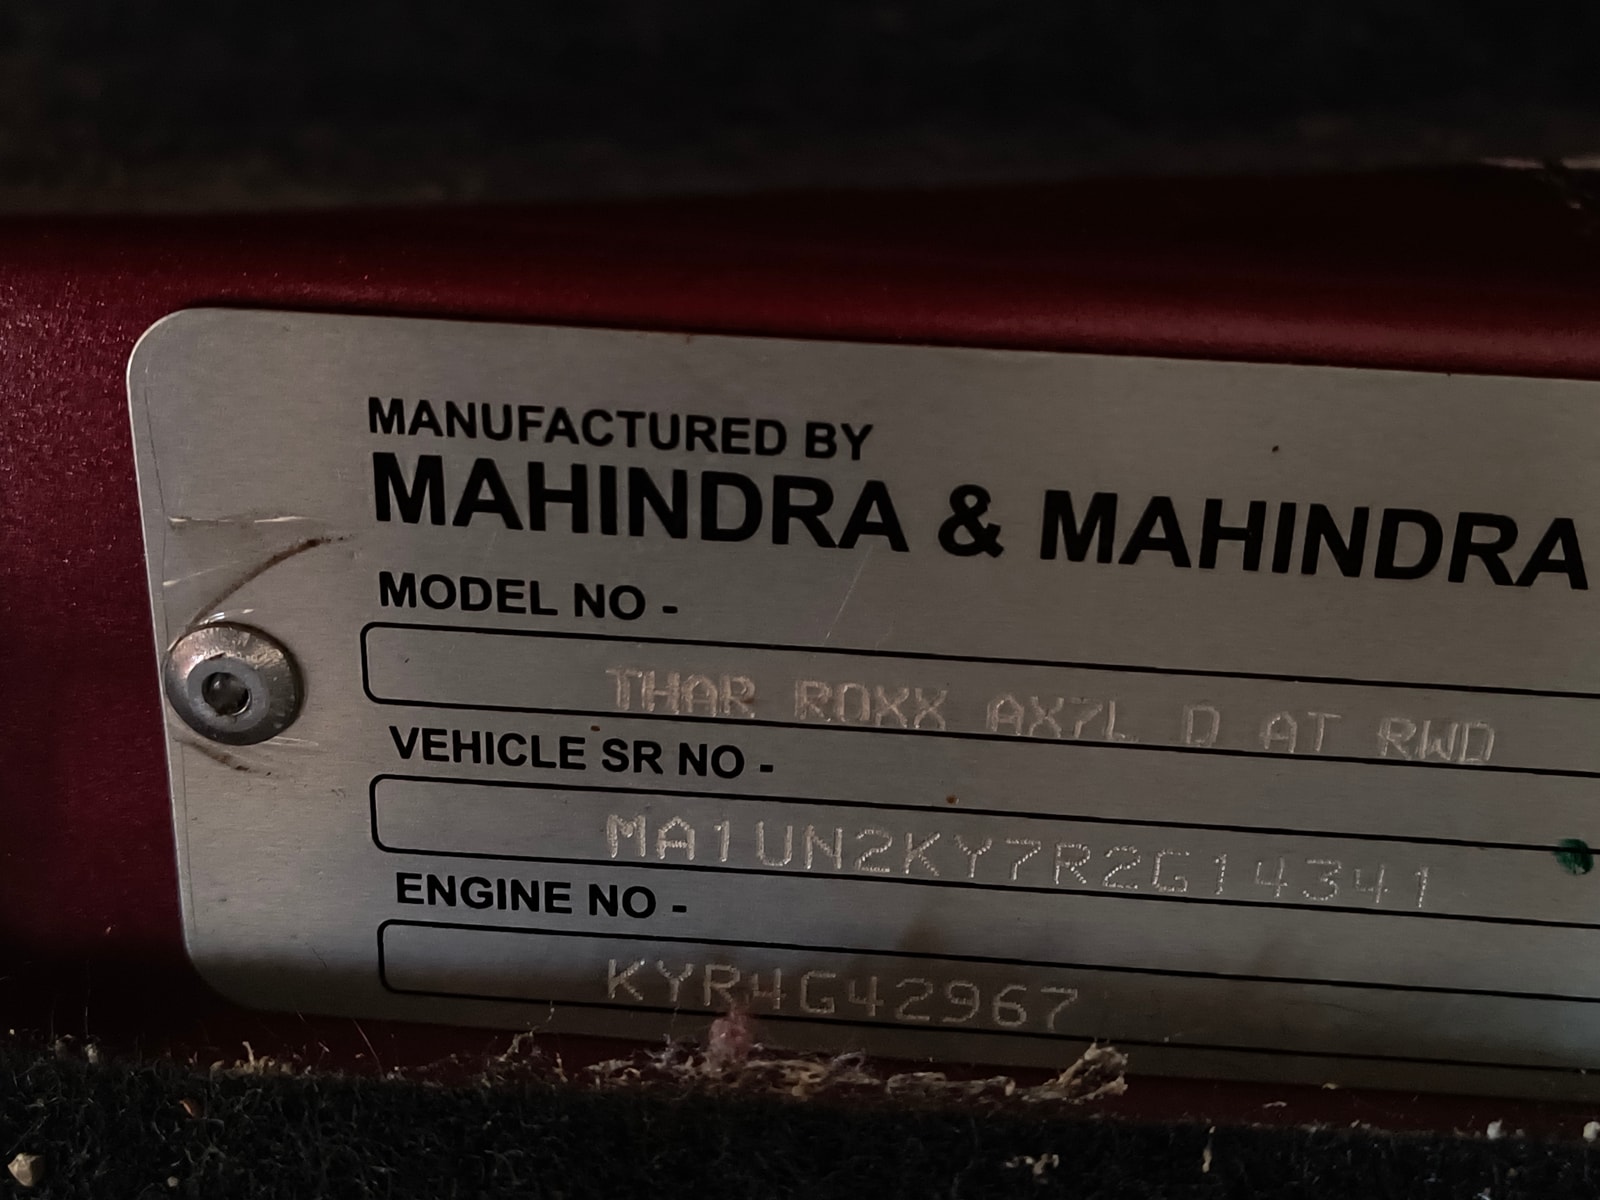 MANUFACTURED BY
MAHINDRA & MAHINDRA
MODEL NO -
THAR ROXX AX7L D AT RWD
VEHICLE SR NO -
MA1UN2KY7R2G14341
ENGINE NO -
KYR4G42967